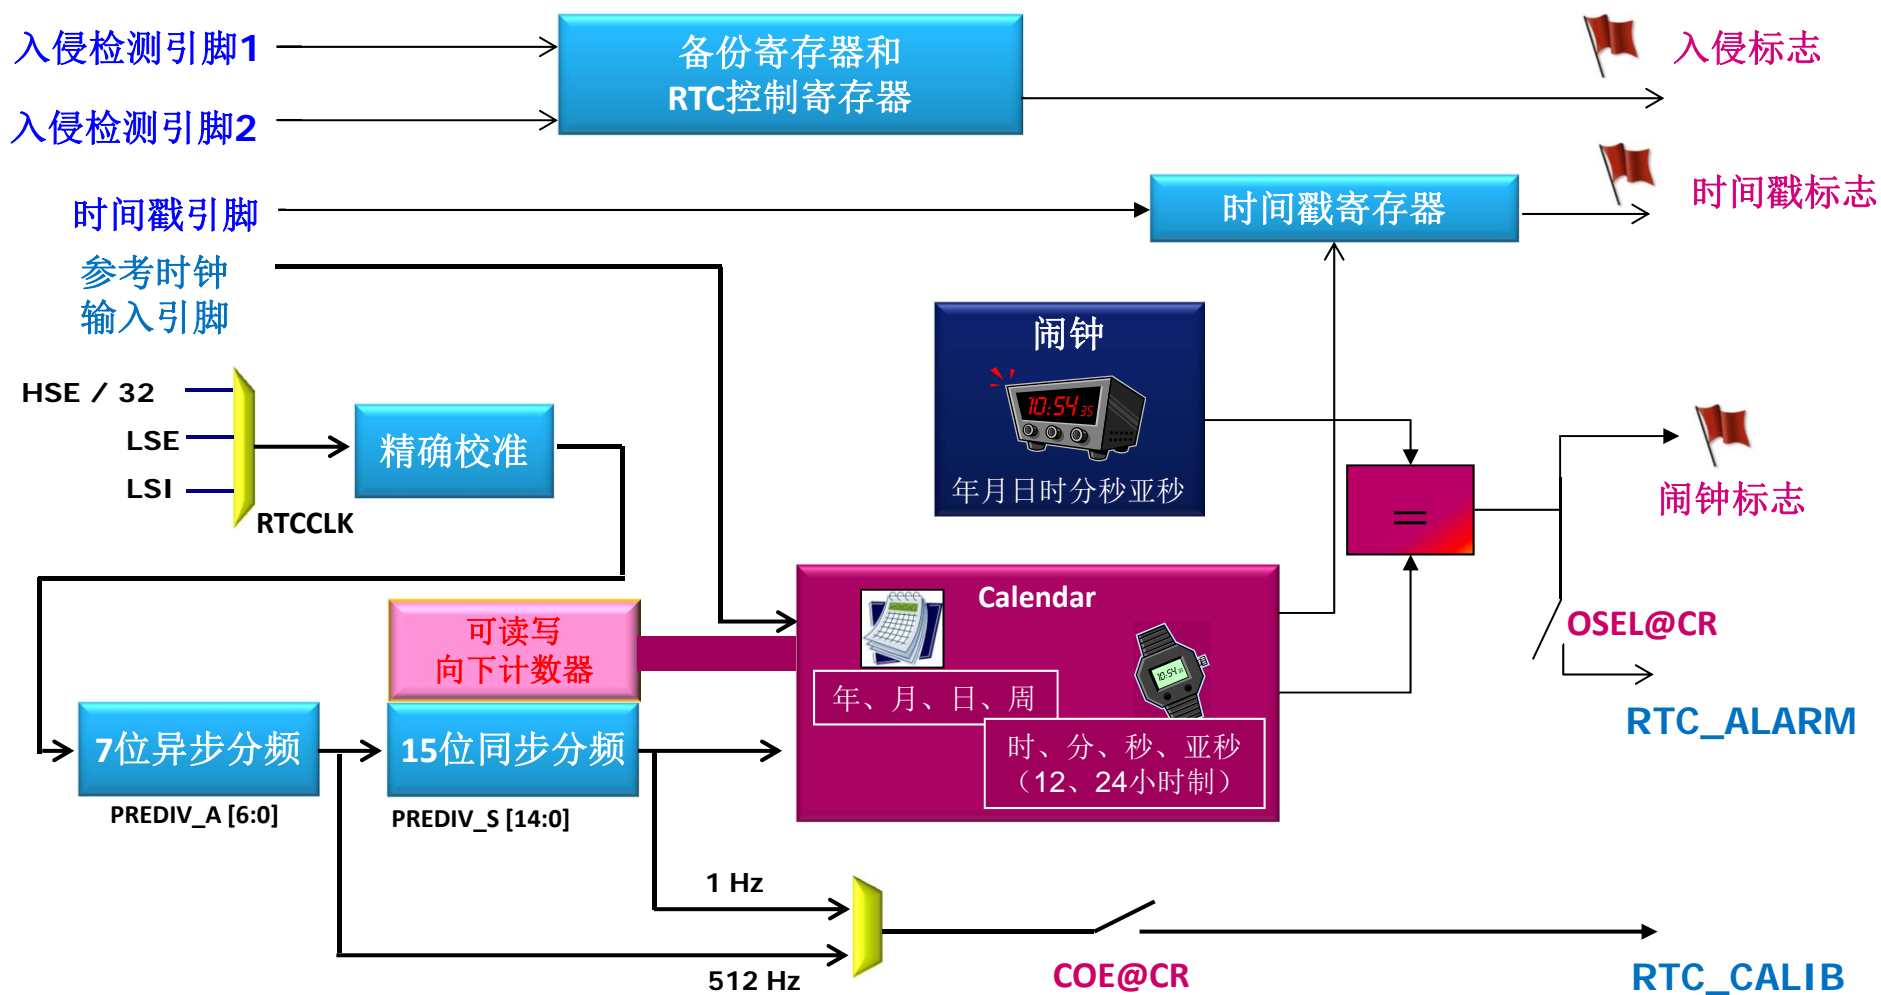 入侵检测引脚1
备份寄存器和
RTC控制寄存器
入侵标志
入侵检测引脚2
时间戳引脚
时间戳寄存器
时间戳标志
参考时钟
输入引脚
闹钟
10:54 35
年月日时分秒亚秒
HSE / 32
LSE
LSI
RTCCLK
精确校准
=
闹钟标志
可读写
向下计数器
Calendar
10:54 35
年、月、日、周
时、分、秒、亚秒
（12、24小时制）
OSEL@CR
RTC_ALARM
7位异步分频
PREDIV_A [6:0]
15位同步分频
PREDIV_S [14:0]
1 Hz
512 Hz
COE@CR
RTC_CALIB